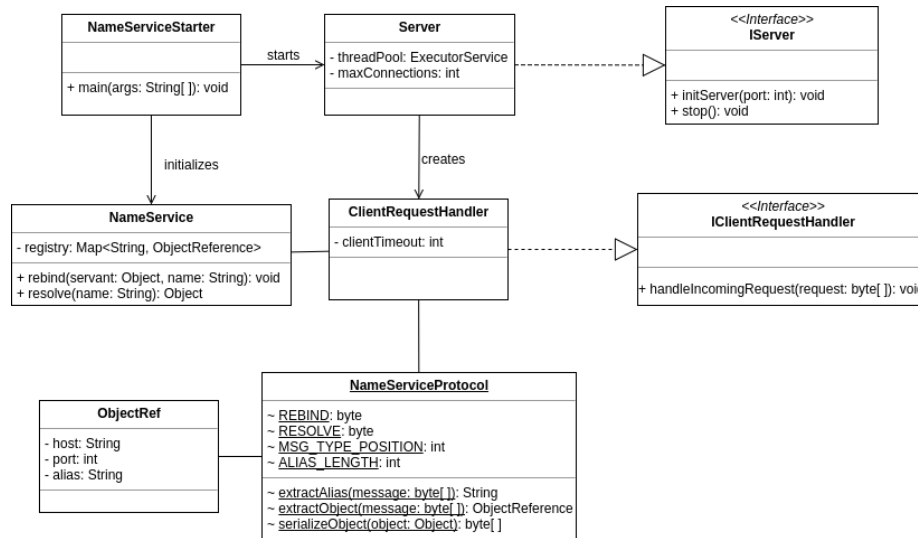 NameServiceStarter
+ main(args: String[ ]): void
starts
Server
- threadPool: ExecutorService
- maxConnections: int
<<Interface>>
IServer
+ initServer(port: int): void
+ stop(): void
initializes
creates
NameService
- registry: Map<String, ObjectReference>
+ rebind(servant: Object, name: String): void
+ resolve(name: String): Object
ClientRequestHandler
- clientTimeout: int
<<Interface>>
IClientRequestHandler
+ handleIncomingRequest(request: byte[ ]): void
ObjectRef
- host: String
- port: int
- alias: String
NameServiceProtocol
~ REBIND: byte
~ RESOLVE: byte
~ MSG_TYPE_POSITION: int
~ ALIAS_LENGTH: int
~ extractAlias(message: byte[ ]): String
~ extractObject(message: byte[ ]): ObjectReference
~ serializeObject(object: Object): byte[ ]